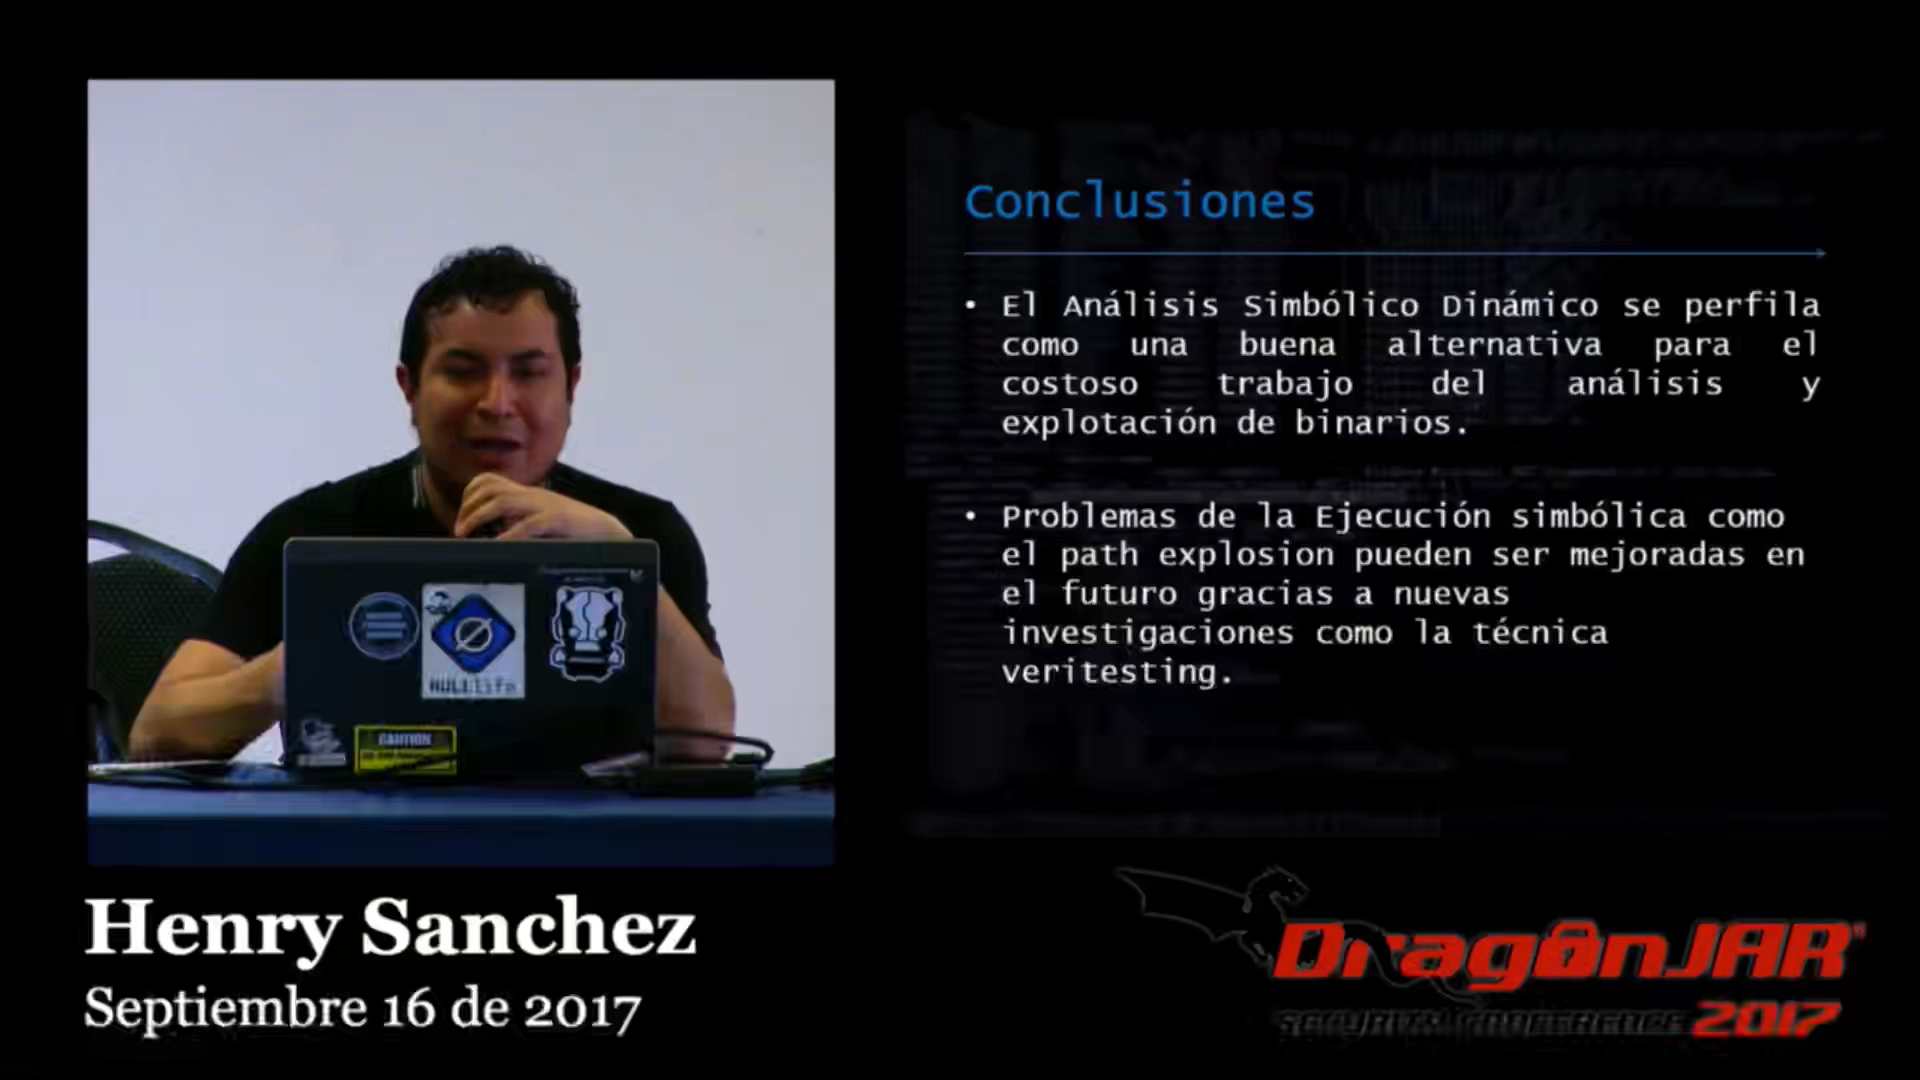 Conclusiones
• El Análisis Simbólico Dinámico se perfila
como una buena alternativa para el
costoso trabajo del análisis y
explotación de binarios.
• Problemas de la Ejecución simbólica como
el path explosion pueden ser mejoradas en
el futuro gracias a nuevas
investigaciones como la técnica
veritesting.
NULLlife
CAUTION
Henry Sanchez
Septiembre 16 de 2017
DragonJAR
SECURITY CONFERENCE 2017